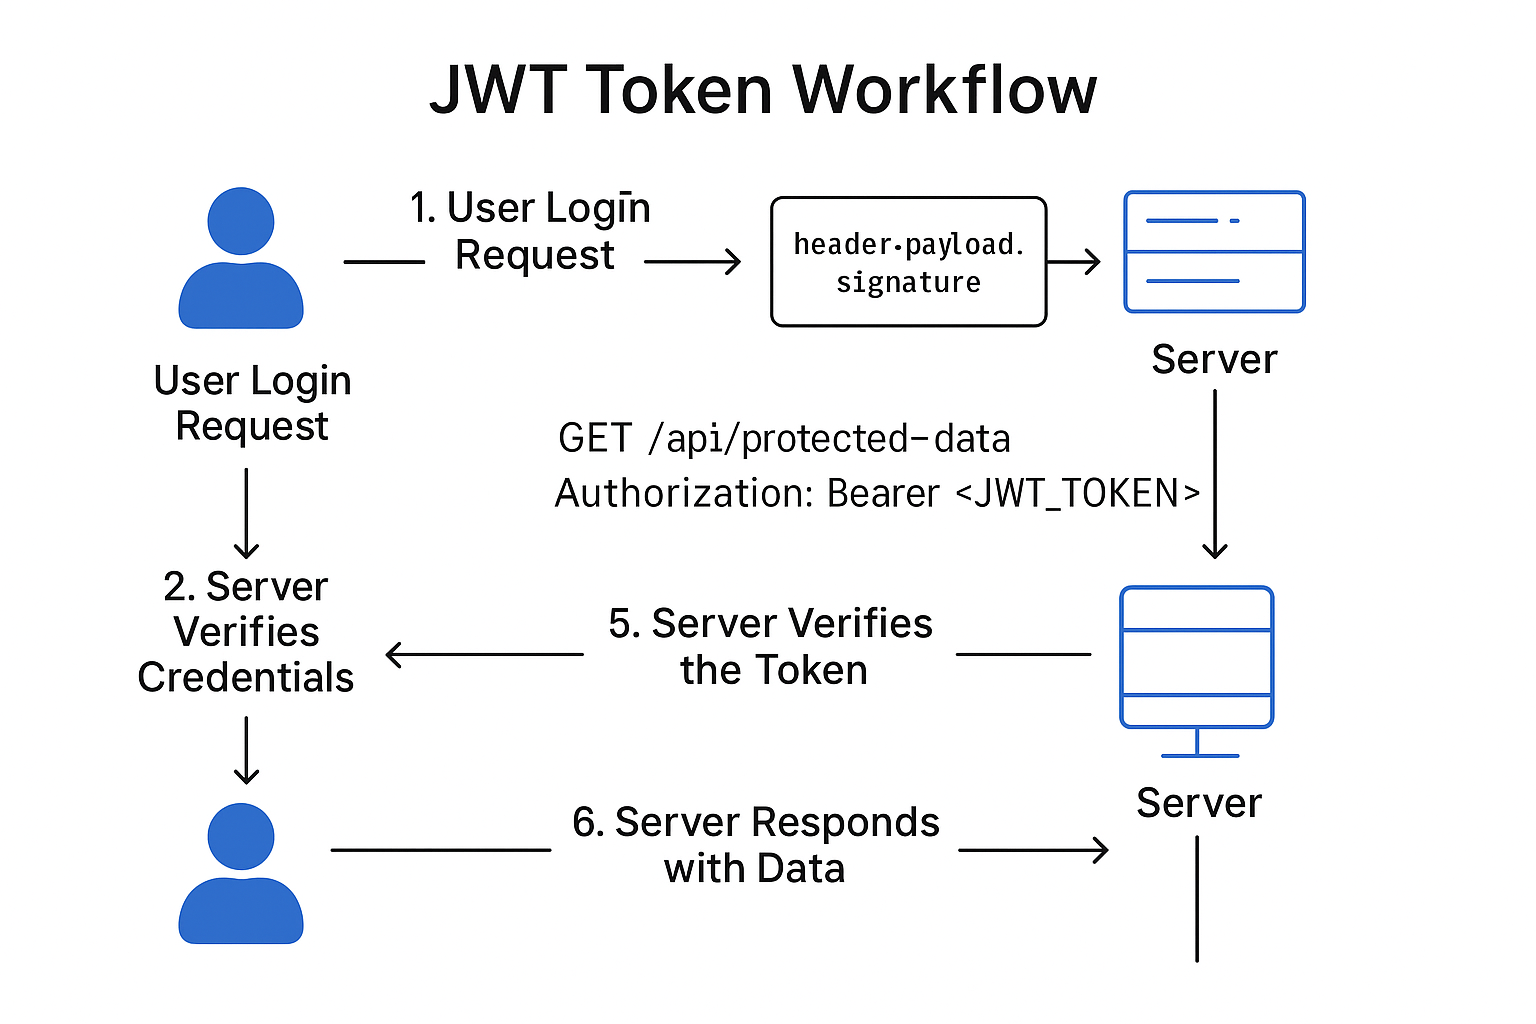 JWT Token Workflow
1. User Logīn
Request
header.payload.
signature
Server
User Login
Request
GET /api/protected-data
Authorization: Bearer <JWT_TOKEN>
2. Server
Verifies
Credentials
5. Server Verifies
the Token
Server
6. Server Responds
with Data